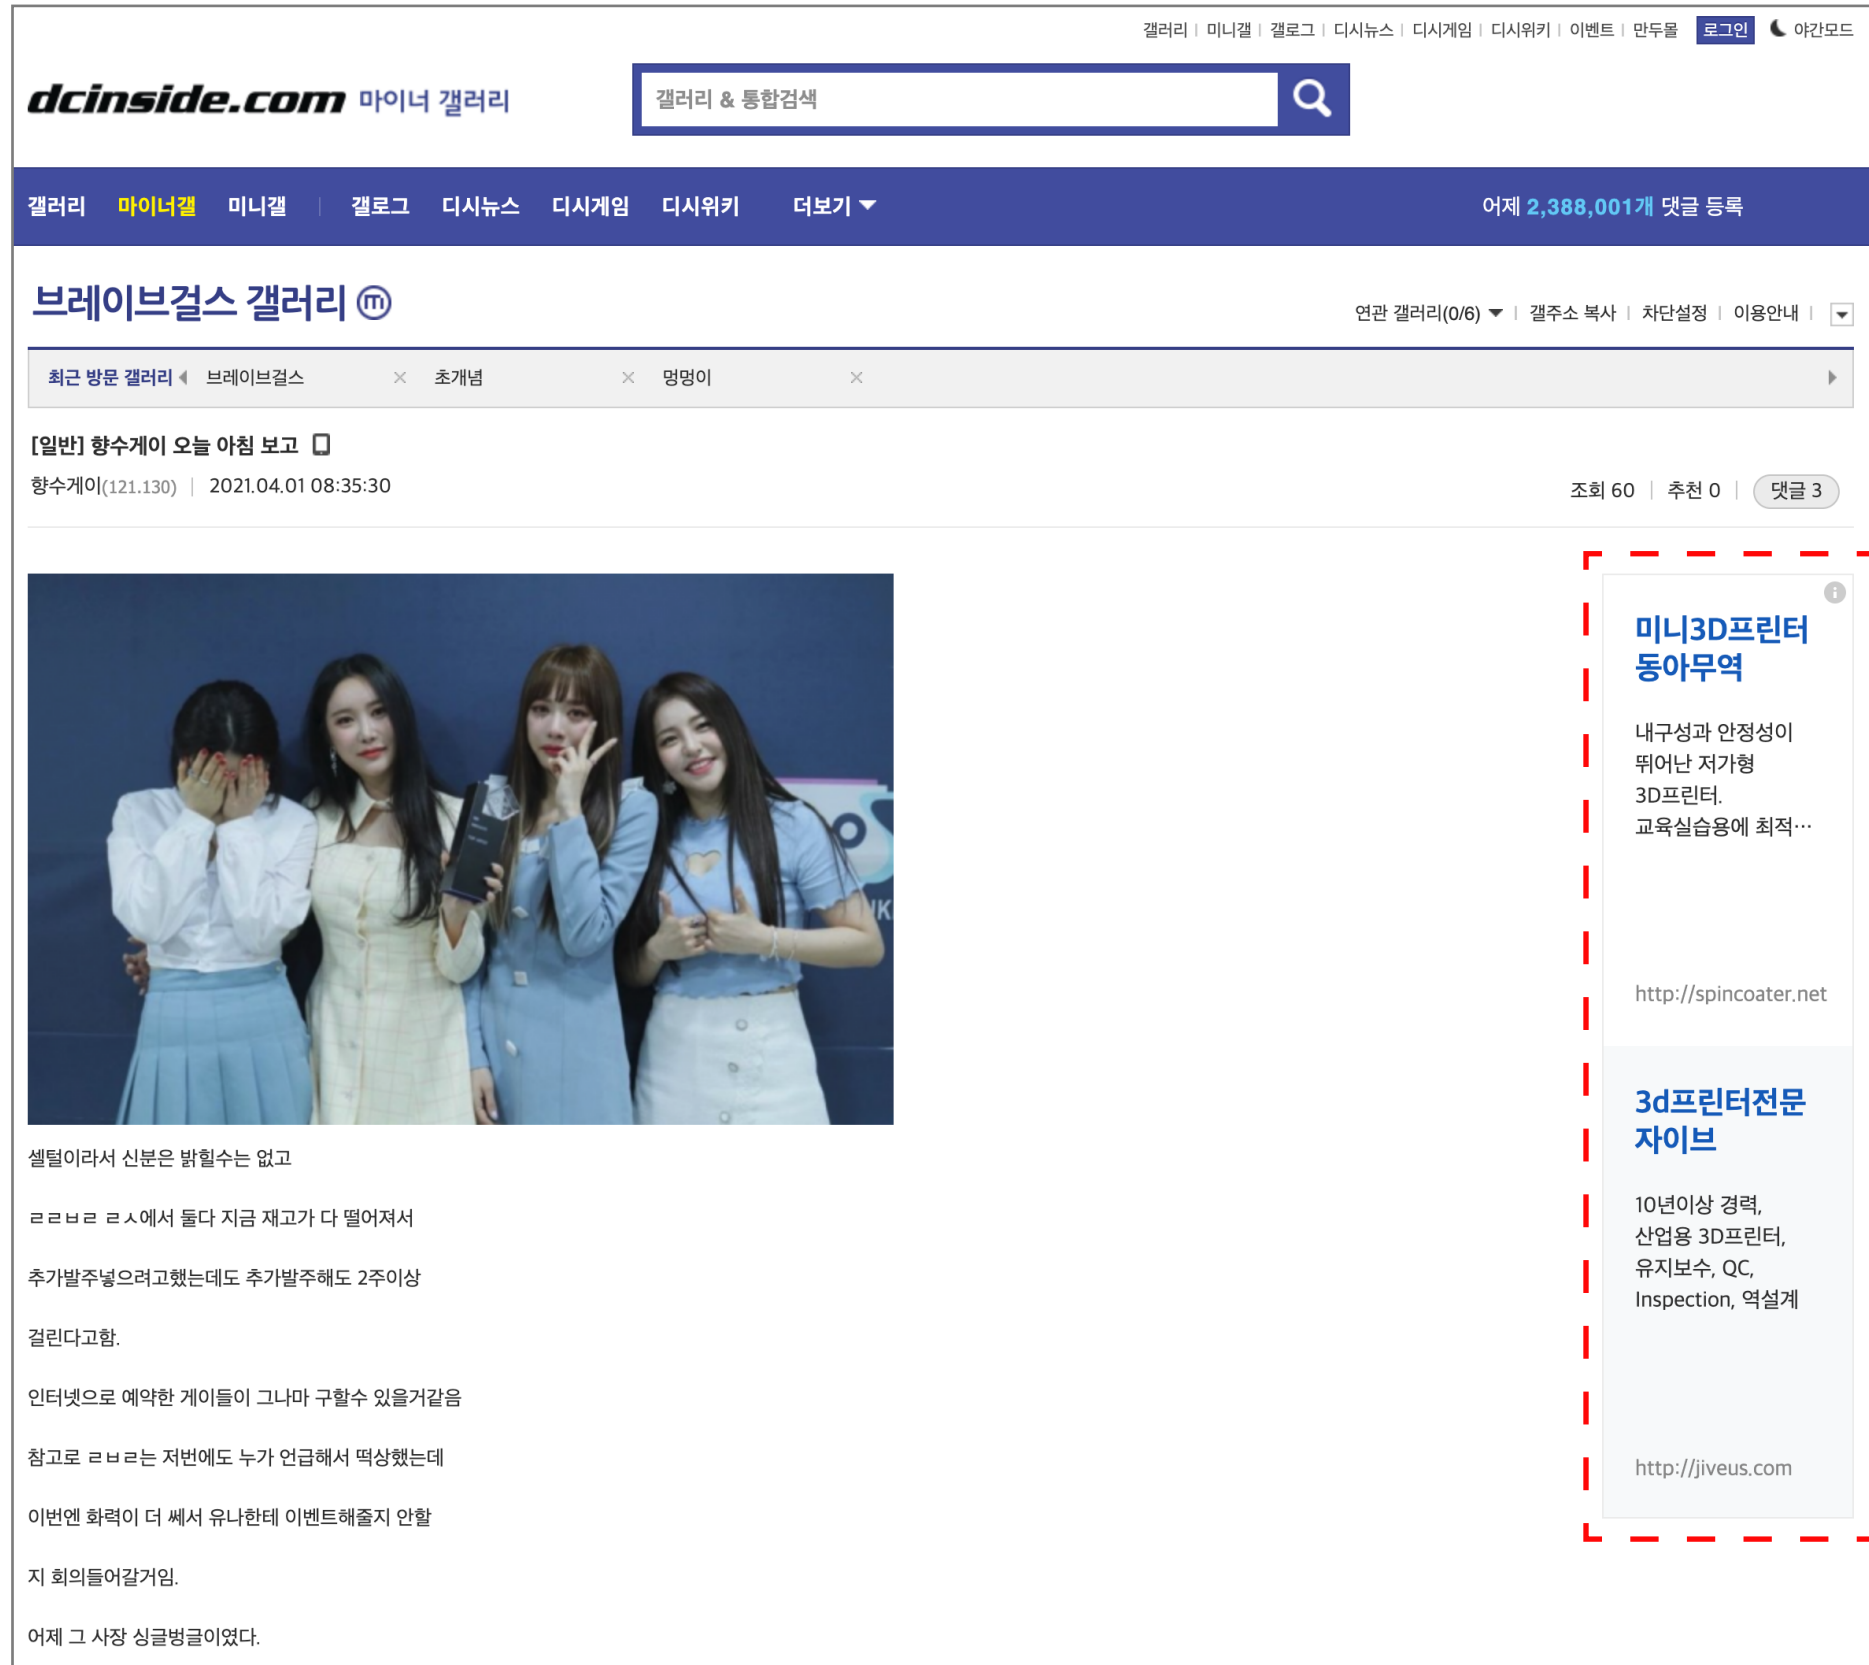 갤러리 | 미니갤 | 갤로그 | 디시뉴스 | 디시게임 | 디시위키 | 이벤트 | 만두몰 로그인 야간모드
dcinside.com 마이너 갤러리
갤러리 & 통합검색
갤러리 마이너갤 미니갤 | 갤로그 디시뉴스 디시게임 디시위키 더보기
어제 2,388,001개 댓글 등록
브레이브걸스 갤러리 ⓜ
연관 갤러리(0/6) | 갤주소 복사 | 차단설정 | 이용안내 |
최근 방문 갤러리 브레이브걸스 × 초개념 × 멍멍이 ×
[일반] 향수게이 오늘 아침 보고
향수게이(121.130) | 2021.04.01 08:35:30
조회 60 | 추천 0 | 댓글 3
셀털이라서 신분은 밝힐수는 없고
ㄹㄹㅂㄹ ㄹㅅ에서 둘다 지금 재고가 다 떨어져서
추가발주넣으려고했는데도 추가발주해도 2주이상
걸린다고함.
인터넷으로 예약한 게이들이 그나마 구할수 있을거같음
참고로 ㄹㅂㄹ는 저번에도 누가 언급해서 떡상했는데
이번엔 화력이 더 쎄서 유나한테 이벤트해줄지 안할
지 회의들어갈거임.
어제 그 사장 싱글벙글이였다.
미니3D프린터
동아무역
내구성과 안정성이
뛰어난 저가형
3D프린터.
교육실습용에 최적…
http://spincoater.net
3d프린터전문
자이브
10년이상 경력,
산업용 3D프린터,
유지보수, QC,
Inspection, 역설계
http://jiveus.com